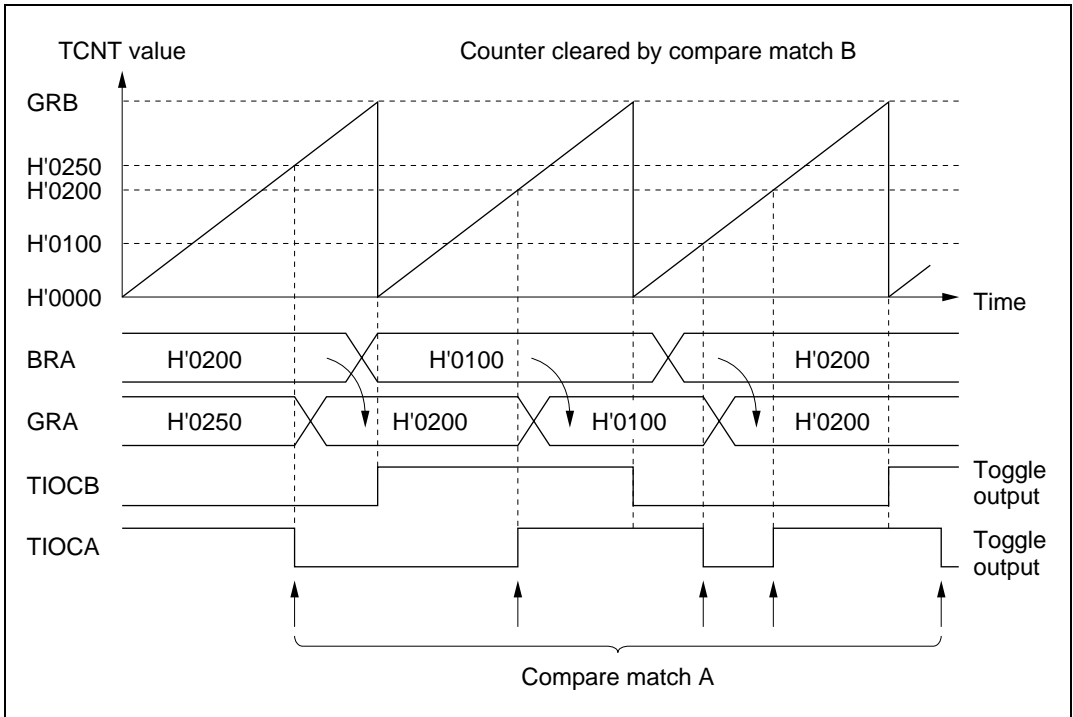 TCNT value
Counter cleared by compare match B
GRB
H'0250
H'0200
H'0100
H'0000
Time
BRA
H'0200
H'0100
H'0200
GRA
H'0250
H'0200
H'0100
H'0200
TIOCB
Toggle
output
TIOCA
Toggle
output
Compare match A